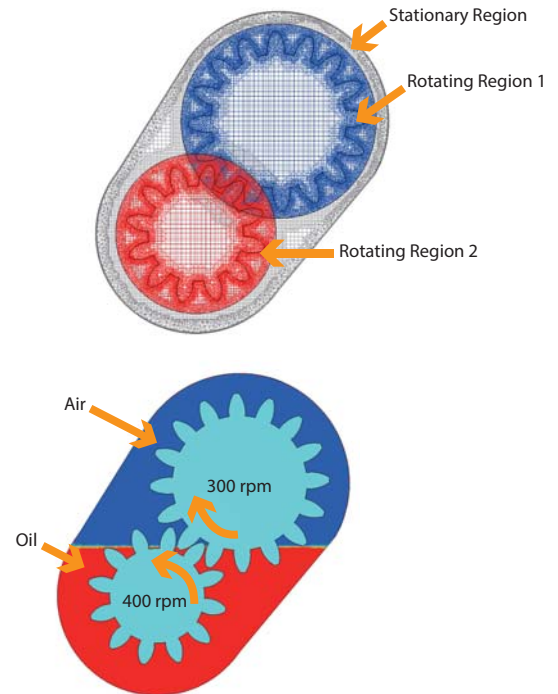 Stationary Region
Rotating Region 1
Rotating Region 2
Air
300 rpm
Oil
400 rpm